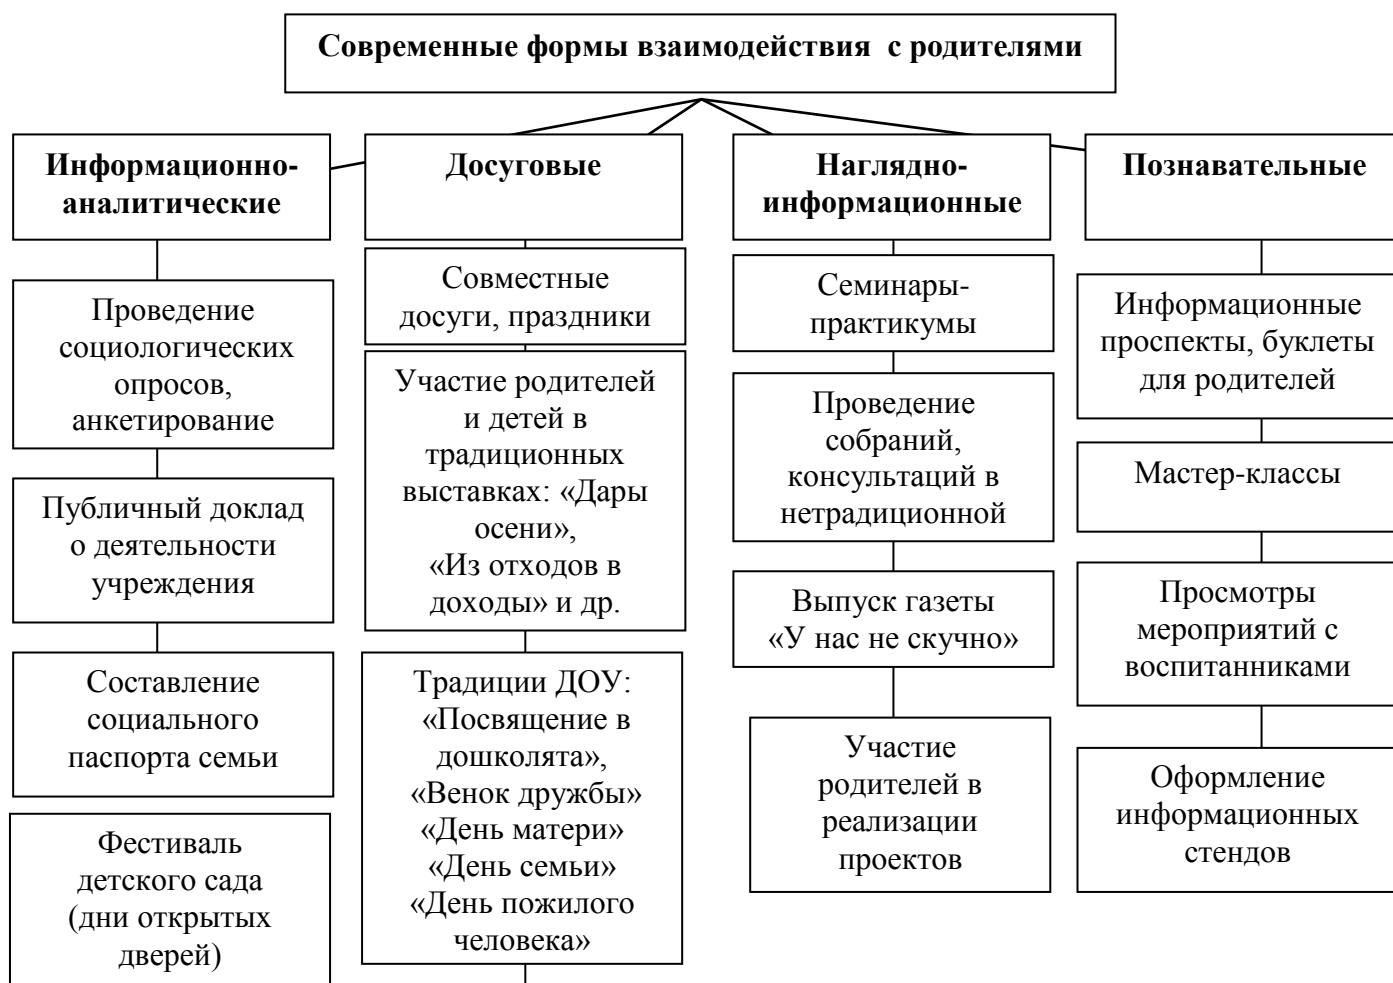 Современные формы взаимодействия с родителями
Информационно-
аналитические
Проведение
социологических
опросов,
анкетирование
Публичный доклад
о деятельности
учреждения
Составление
социального
паспорта семьи
Фестиваль
детского сада
(дни открытых
дверей)
Досуговые
Совместные
досуги, праздники
Участие родителей
и детей в
традиционных
выставках: «Дары
осени»,
«Из отходов в
доходы» и др.
Традиции ДОУ:
«Посвящение в
дошколята»,
«Венок дружбы»
«День матери»
«День семьи»
«День пожилого
человека»
Наглядно-
информационные
Семинары-
практикумы
Проведение
собраний,
консультаций в
нетрадиционной
Выпуск газеты
«У нас не скучно»
Участие
родителей в
реализации
проектов
Познавательные
Информационные
проспекты, буклеты
для родителей
Мастер-классы
Просмотры
мероприятий с
воспитанниками
Оформление
информационных
стендов